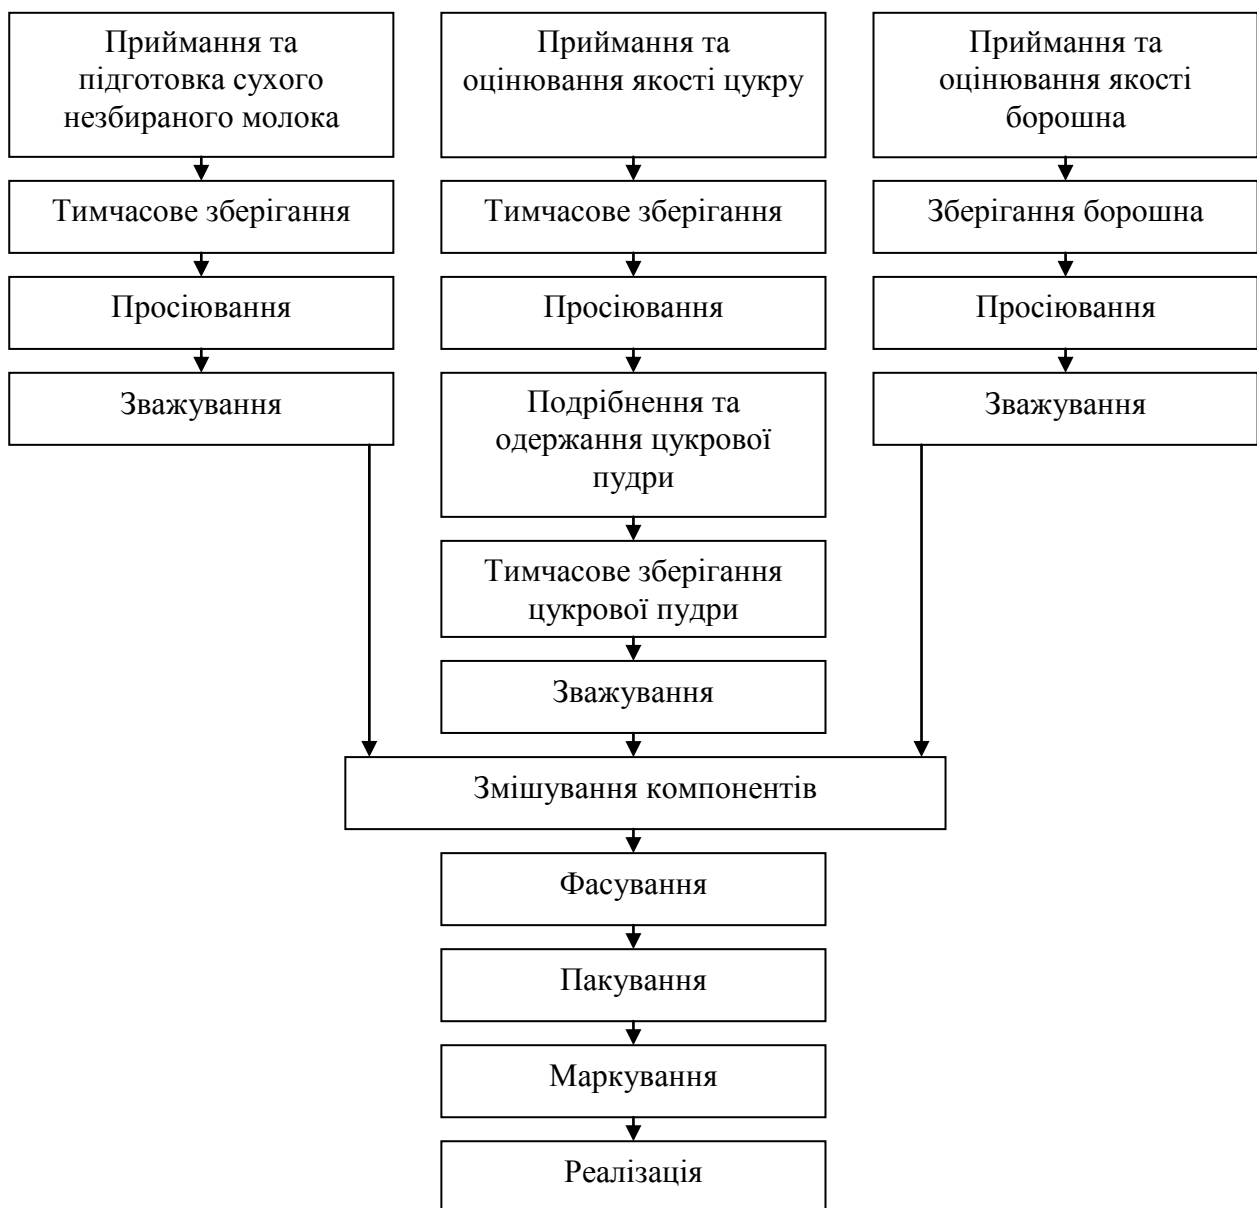 Приймання та
підготовка сухого
незбираного молока
Приймання та
оцінювання якості цукру
Приймання та
оцінювання якості
борошна
Тимчасове зберігання
Тимчасове зберігання
Зберігання борошна
Просіювання
Просіювання
Просіювання
Зважування
Подрібнення та
одержання цукрової
пудри
Зважування
Тимчасове зберігання
цукрової пудри
Зважування
Змішування компонентів
Фасування
Пакування
Маркування
Реалізація